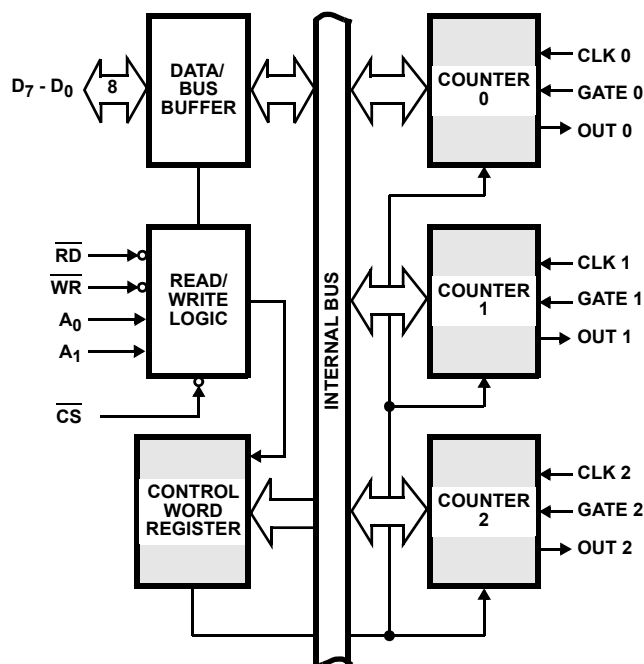 D7 - D0
8
DATA/
BUS
BUFFER
RD
WR
A0
A1
CS
READ/
WRITE
LOGIC
CONTROL
WORD
REGISTER
INTERNAL BUS
COUNTER
0
CLK 0
GATE 0
OUT 0
COUNTER
1
CLK 1
GATE 1
OUT 1
COUNTER
2
CLK 2
GATE 2
OUT 2